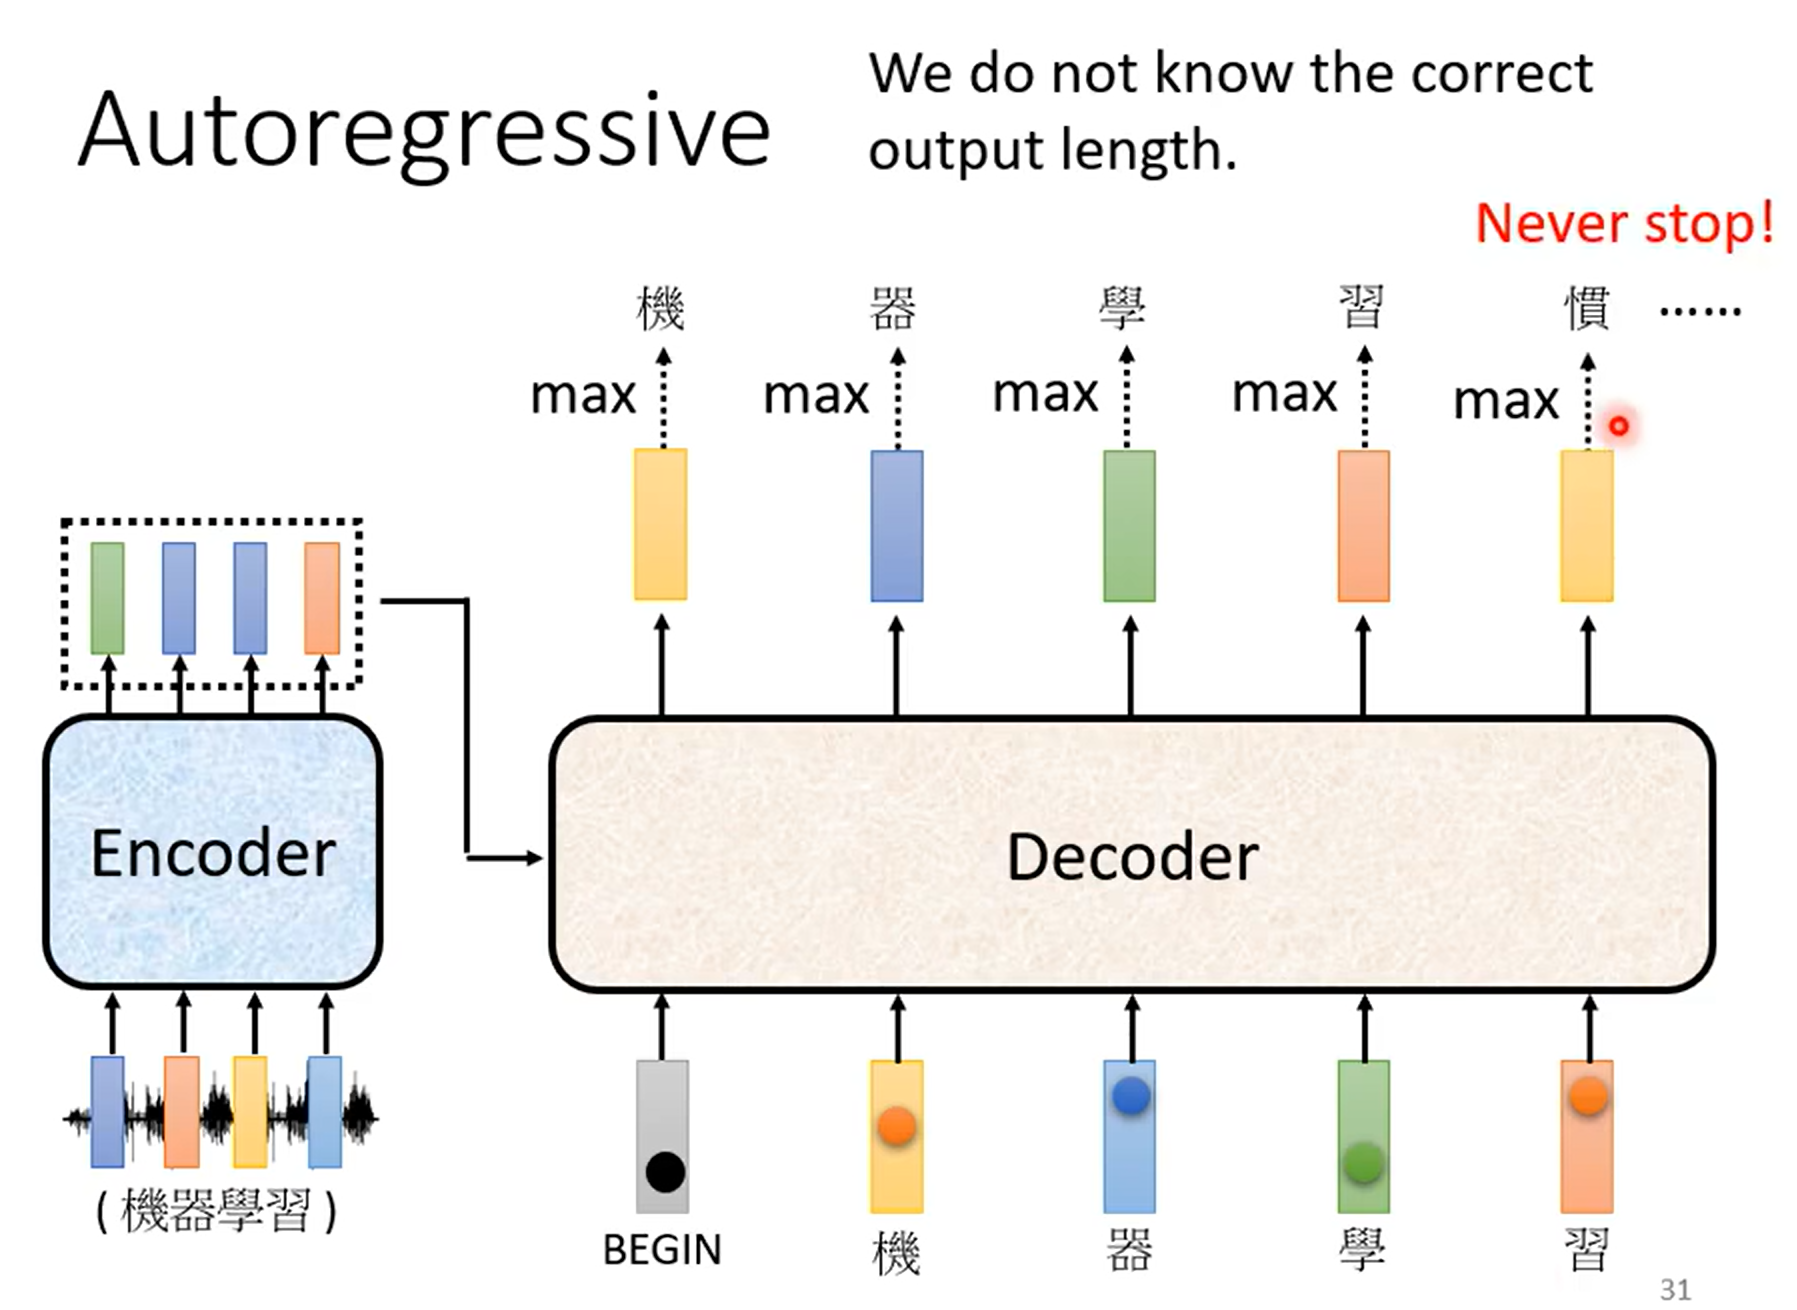 Autoregressive
We do not know the correct
output length.
Never stop!
機 器 學 習 慣 ……
max max max max max
Encoder
Decoder
( 機器學習 )
BEGIN 機 器 學 習
31